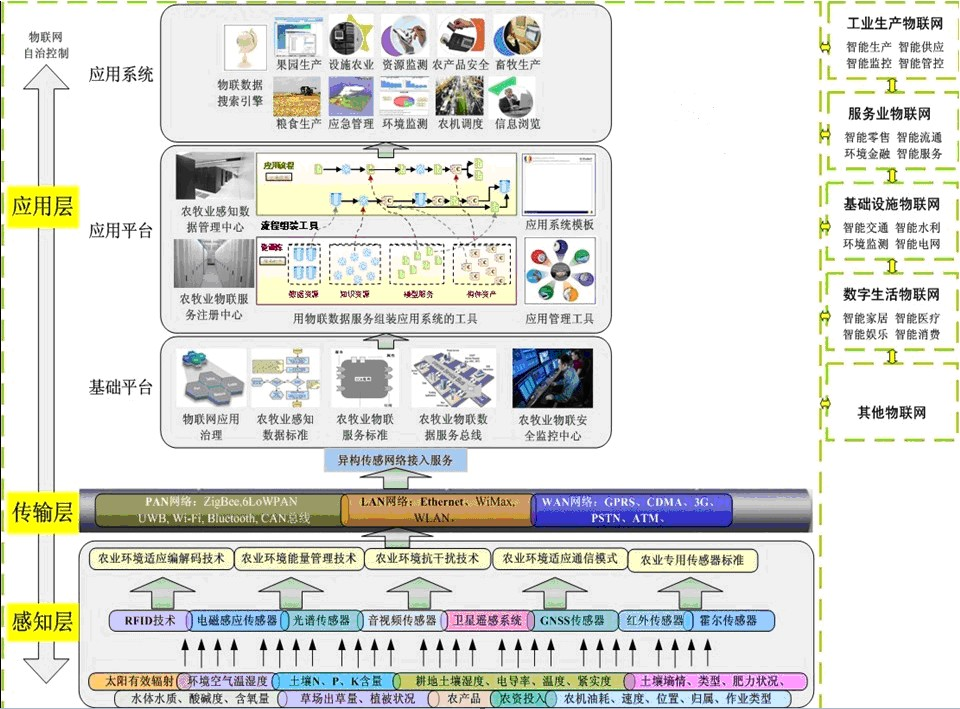 物联网
自治控制
应用层
传输层
感知层
应用系统
物联数据
搜索引擎
果园生产 设施农业 资源监测 农产品安全 畜牧生产
粮食生产 应急管理 环境监测 农机调度 信息浏览
应用平台
农牧业感知数
据管理中心
农牧业物联服
务注册中心
应用流程
流程组装工具
资源库
数据资源 知识资源 模型服务 构件资产
用物联数据服务组装应用系统的工具
应用系统模板
应用管理工具
基础平台
物联网应用
治理
农牧业感知
数据标准
农牧业物联
服务标准
农牧业物联数
据服务总线
农牧业物联安
全监控中心
异构传感网络接入服务
PAN网络：ZigBee,6LoWPAN
UWB, Wi-Fi, Bluetooth, CAN总线
LAN网络：Ethernet、WiMax,
WLAN、
WAN网络：GPRS、CDMA、3G、
PSTN、ATM、
农业环境适应编解码技术 农业环境能量管理技术 农业环境抗干扰技术 农业环境适应通信模式 农业专用传感器标准
RFID技术 电磁感应传感器 光谱传感器 音视频传感器 卫星遥感系统 GNSS传感器 红外传感器 霍尔传感器
太阳有效辐射 环境空气温湿度 土壤N、P、K含量 耕地土壤湿度、电导率、温度、紧实度 土壤墒情、类型、肥力状况、
水体水质、酸碱度、含氧量 草场出草量、植被状况 农产品 农资投入 农机油耗、速度、位置、归属、作业类型
工业生产物联网
智能生产 智能供应
智能监控 智能管控
服务业物联网
智能零售 智能流通
环境金融 智能服务
基础设施物联网
智能交通 智能水利
环境监测 智能电网
数字生活物联网
智能家居 智能医疗
智能娱乐 智能消费
其他物联网